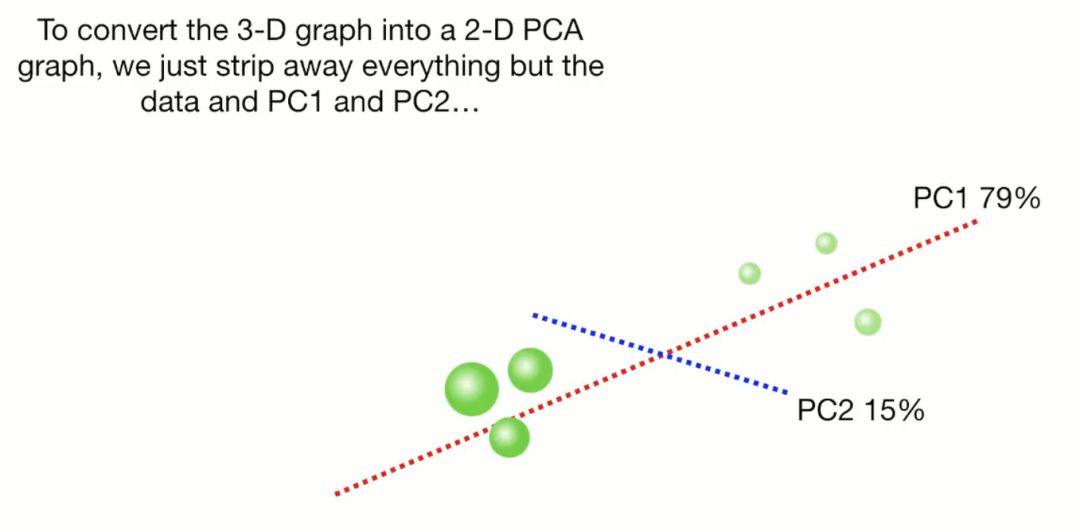 To convert the 3-D graph into a 2-D PCA
graph, we just strip away everything but the
data and PC1 and PC2…
PC1 79%
PC2 15%